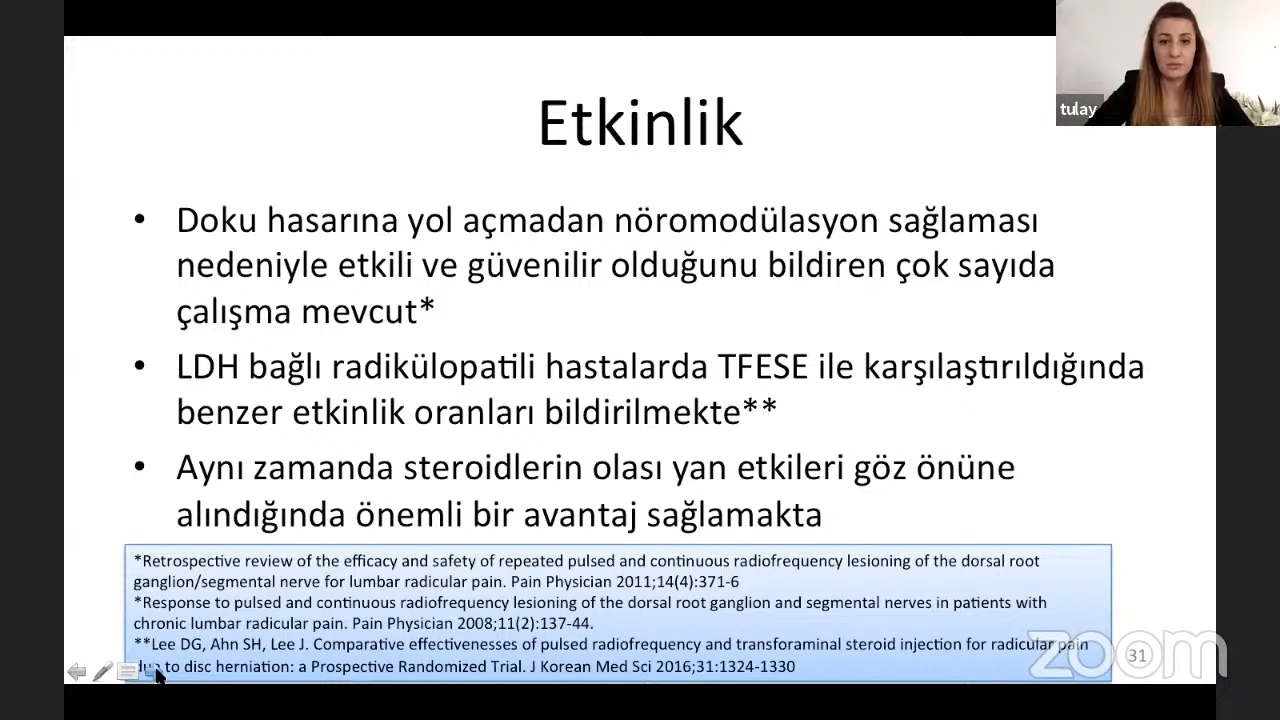 tulay
Etkinlik
• Doku hasarına yol açmadan nöromodülasyon sağlaması
nedeniyle etkili ve güvenilir olduğunu bildiren çok sayıda
çalışma mevcut*
• LDH bağlı radikülopatili hastalarda TFESE ile karşılaştırıldığında
benzer etkinlik oranları bildirilmekte**
• Aynı zamanda steroidlerin olası yan etkileri göz önüne
alındığında önemli bir avantaj sağlamakta
*Retrospective review of the efficacy and safety of repeated pulsed and continuous radiofrequency lesioning of the dorsal root
ganglion/segmental nerve for lumbar radicular pain. Pain Physician 2011;14(4):371-6
*Response to pulsed and continuous radiofrequency lesioning of the dorsal root ganglion and segmental nerves in patients with
chronic lumbar radicular pain. Pain Physician 2008;11(2):137-44.
**Lee DG, Ahn SH, Lee J. Comparative effectivenesses of pulsed radiofrequency and transforaminal steroid injection for radicular pain
due to disc herniation: a Prospective Randomized Trial. J Korean Med Sci 2016;31:1324-1330
zoom
31